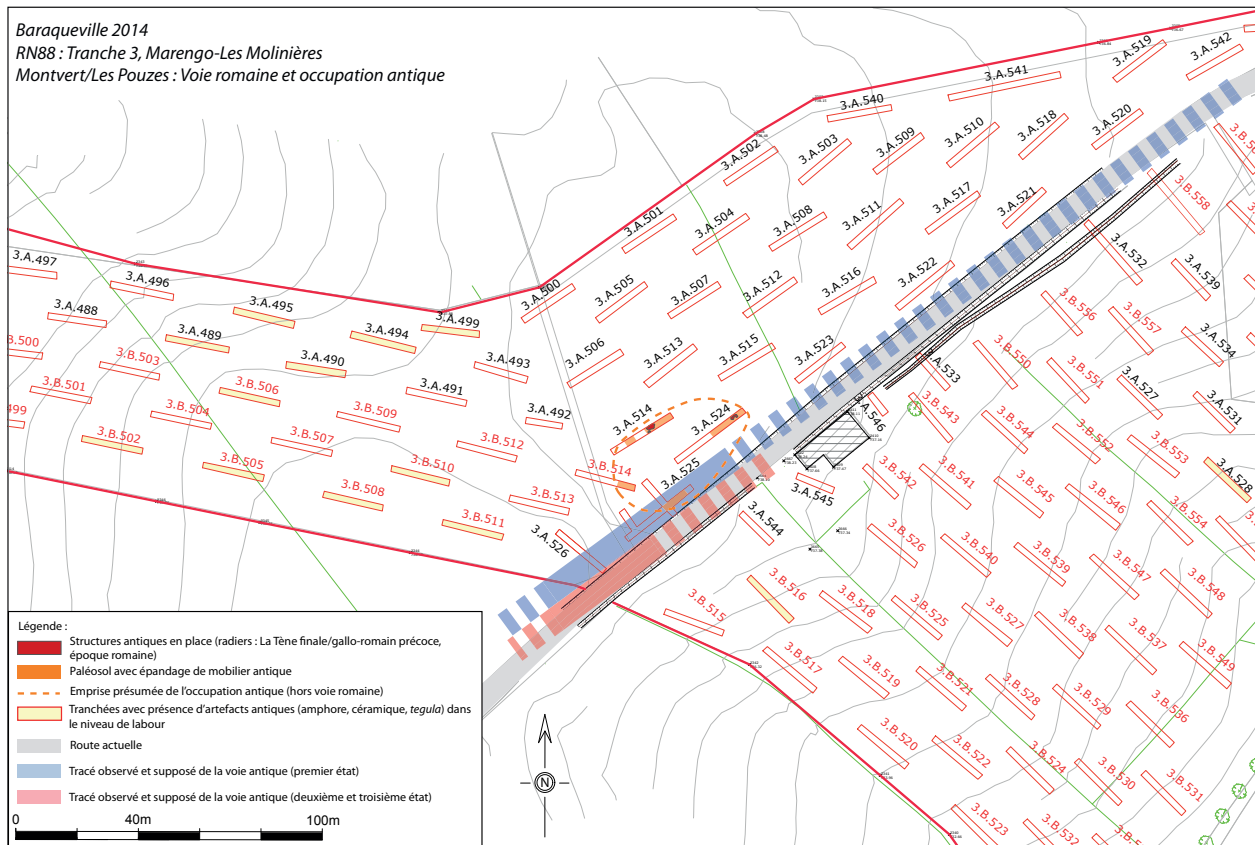 Baraqueville 2014
RN88 : Tranche 3, Marengo-Les Molinières
Montvert/Les Pouzes : Voie romaine et occupation antique
3.A.519
3.A.542
3.A.541
3.A.540
3.A.502
3.A.503
3.A.509
3.A.510
3.A.518
3.A.520
3.A.501
3.A.504
3.A.508
3.A.511
3.A.517
3.A.521
3.B.558
3.A.497
3.A.496
3.A.488
3.A.495
3.A.489
3.A.494
3.A.499
3.A.500
3.A.505
3.A.507
3.A.512
3.A.516
3.A.522
3.A.532
3.A.539
3.B.503
3.A.490
3.A.493
3.A.506
3.A.513
3.A.515
3.A.523
3.B.556
3.B.557
3.A.534
3.B.501
3.B.506
3.A.491
3.A.533
3.B.550
3.B.551
3.A.527
3.A.531
3.B.504
3.B.509
3.A.492
3.A.514
3.A.524
3.A.546
3.B.543
3.B.544
3.B.552
3.B.553
3.A.528
3.B.502
3.B.507
3.B.512
3.B.505
3.B.510
3.B.514
3.A.525
3.A.545
3.B.542
3.B.541
3.B.545
3.B.546
3.B.554
3.B.508
3.B.513
3.B.511
3.A.526
3.A.544
3.B.526
3.B.540
3.B.539
3.B.547
3.B.548
3.B.515
3.B.516
3.B.518
3.B.525
3.B.527
3.B.538
3.B.537
3.B.549
3.B.517
3.B.519
3.B.521
3.B.528
3.B.529
3.B.536
3.B.520
3.B.522
3.B.524
3.B.530
3.B.531
3.B.523
3.B.532
Légende :
Structures antiques en place (radiers : La Tène finale/gallo-romain précoce,
époque romaine)
Paléosol avec épandage de mobilier antique
Emprise présumée de l'occupation antique (hors voie romaine)
Tranchées avec présence d'artefacts antiques (amphore, céramique, tegula) dans
le niveau de labour
Route actuelle
Tracé observé et supposé de la voie antique (premier état)
Tracé observé et supposé de la voie antique (deuxième et troisième état)
0 40m 100m
N